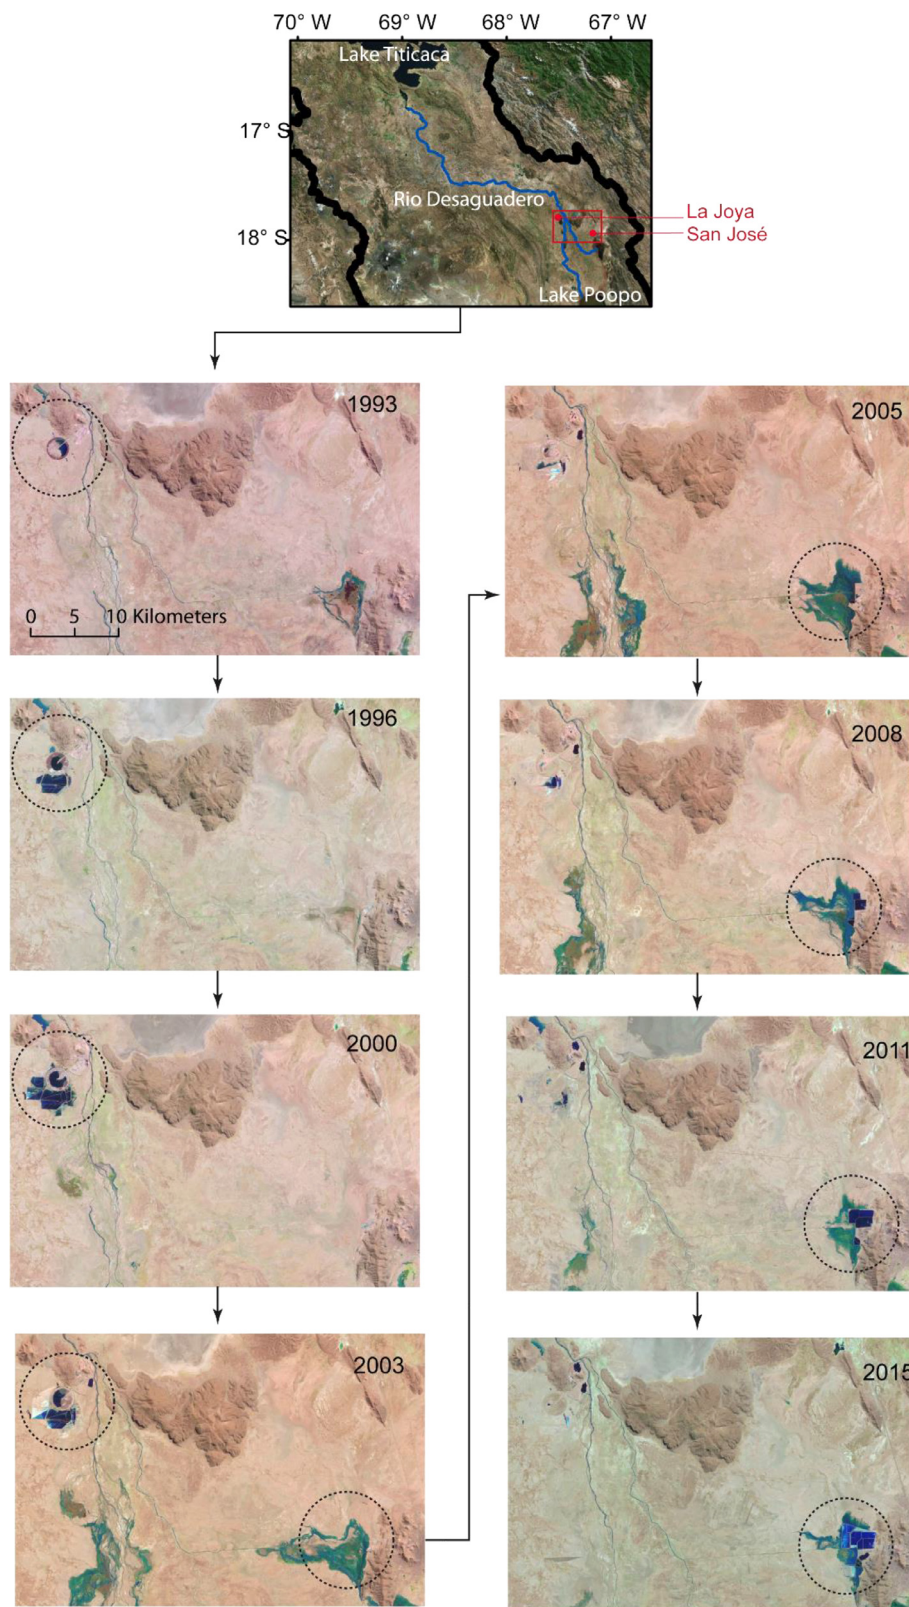 70° W 69° W 68° W 67° W
Lake Titicaca
17° S
Rio Desaguadero
La Joya
San José
18° S
Lake Poopo
1993
0 5 10 Kilometers
1996
2000
2003
2005
2008
2011
2015